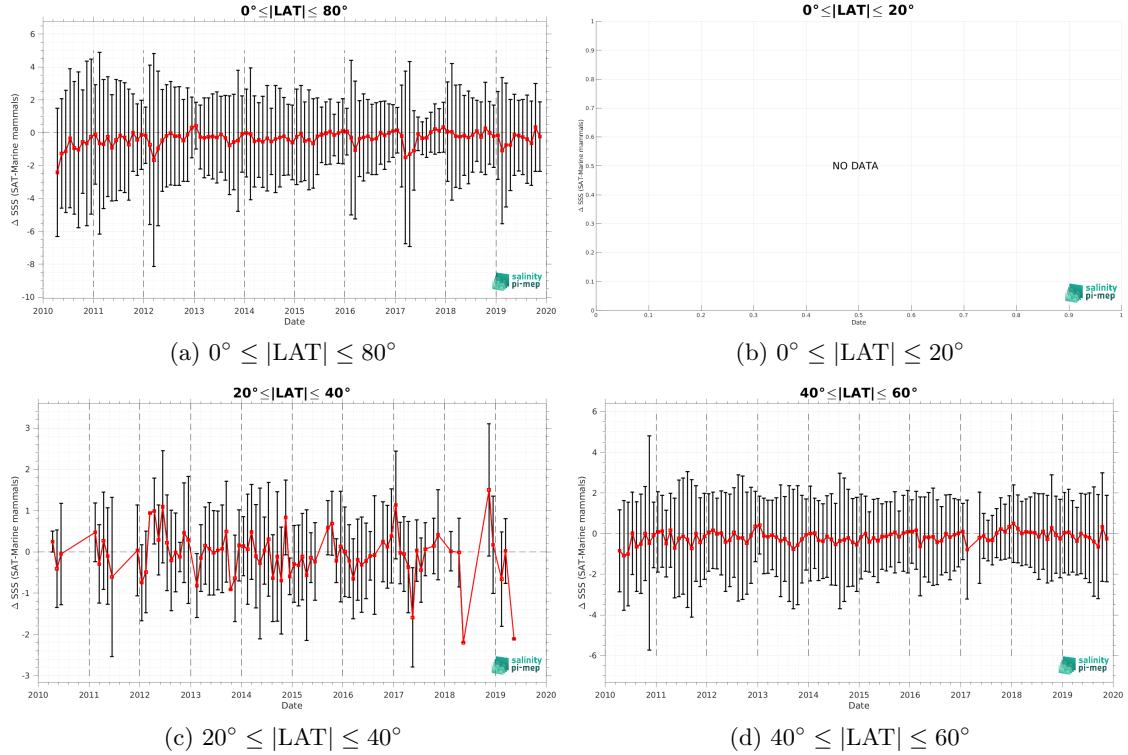 0°≤|LAT|≤ 80°
Δ SSS (SAT-Marine mammals)
6
4
2
0
-2
-4
-6
-8
-10
2010 2011 2012 2013 2014 2015 2016 2017 2018 2019 2020
Date
salinity
pi-mep
(a) 0° ≤ |LAT| ≤ 80°
0°≤|LAT|≤ 20°
Δ SSS (SAT-Marine mammals)
1
0.9
0.8
0.7
0.6
0.5
0.4
0.3
0.2
0.1
0
NO DATA
0 0.1 0.2 0.3 0.4 0.5 0.6 0.7 0.8 0.9 1
Date
salinity
pi-mep
(b) 0° ≤ |LAT| ≤ 20°
20°≤|LAT|≤ 40°
Δ SSS (SAT-Marine mammals)
3
2
1
0
-1
-2
-3
2010 2011 2012 2013 2014 2015 2016 2017 2018 2019 2020
Date
salinity
pi-mep
(c) 20° ≤ |LAT| ≤ 40°
40°≤|LAT|≤ 60°
Δ SSS (SAT-Marine mammals)
6
4
2
0
-2
-4
-6
2010 2011 2012 2013 2014 2015 2016 2017 2018 2019 2020
Date
salinity
pi-mep
(d) 40° ≤ |LAT| ≤ 60°